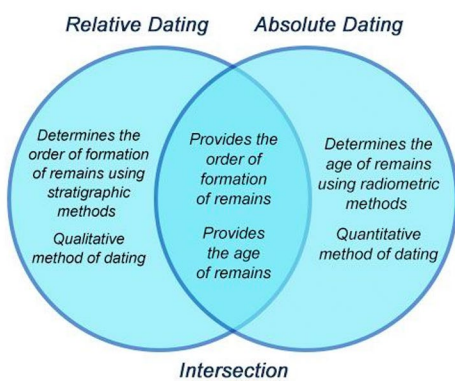 Relative Dating
Absolute Dating
Determines the
order of formation
of remains using
stratigraphic
methods
Qualitative
method of dating
Provides the
order of
formation
of remains
Provides
the age
of remains
Determines the
age of remains
using radiometric
methods
Quantitative
method of dating
Intersection